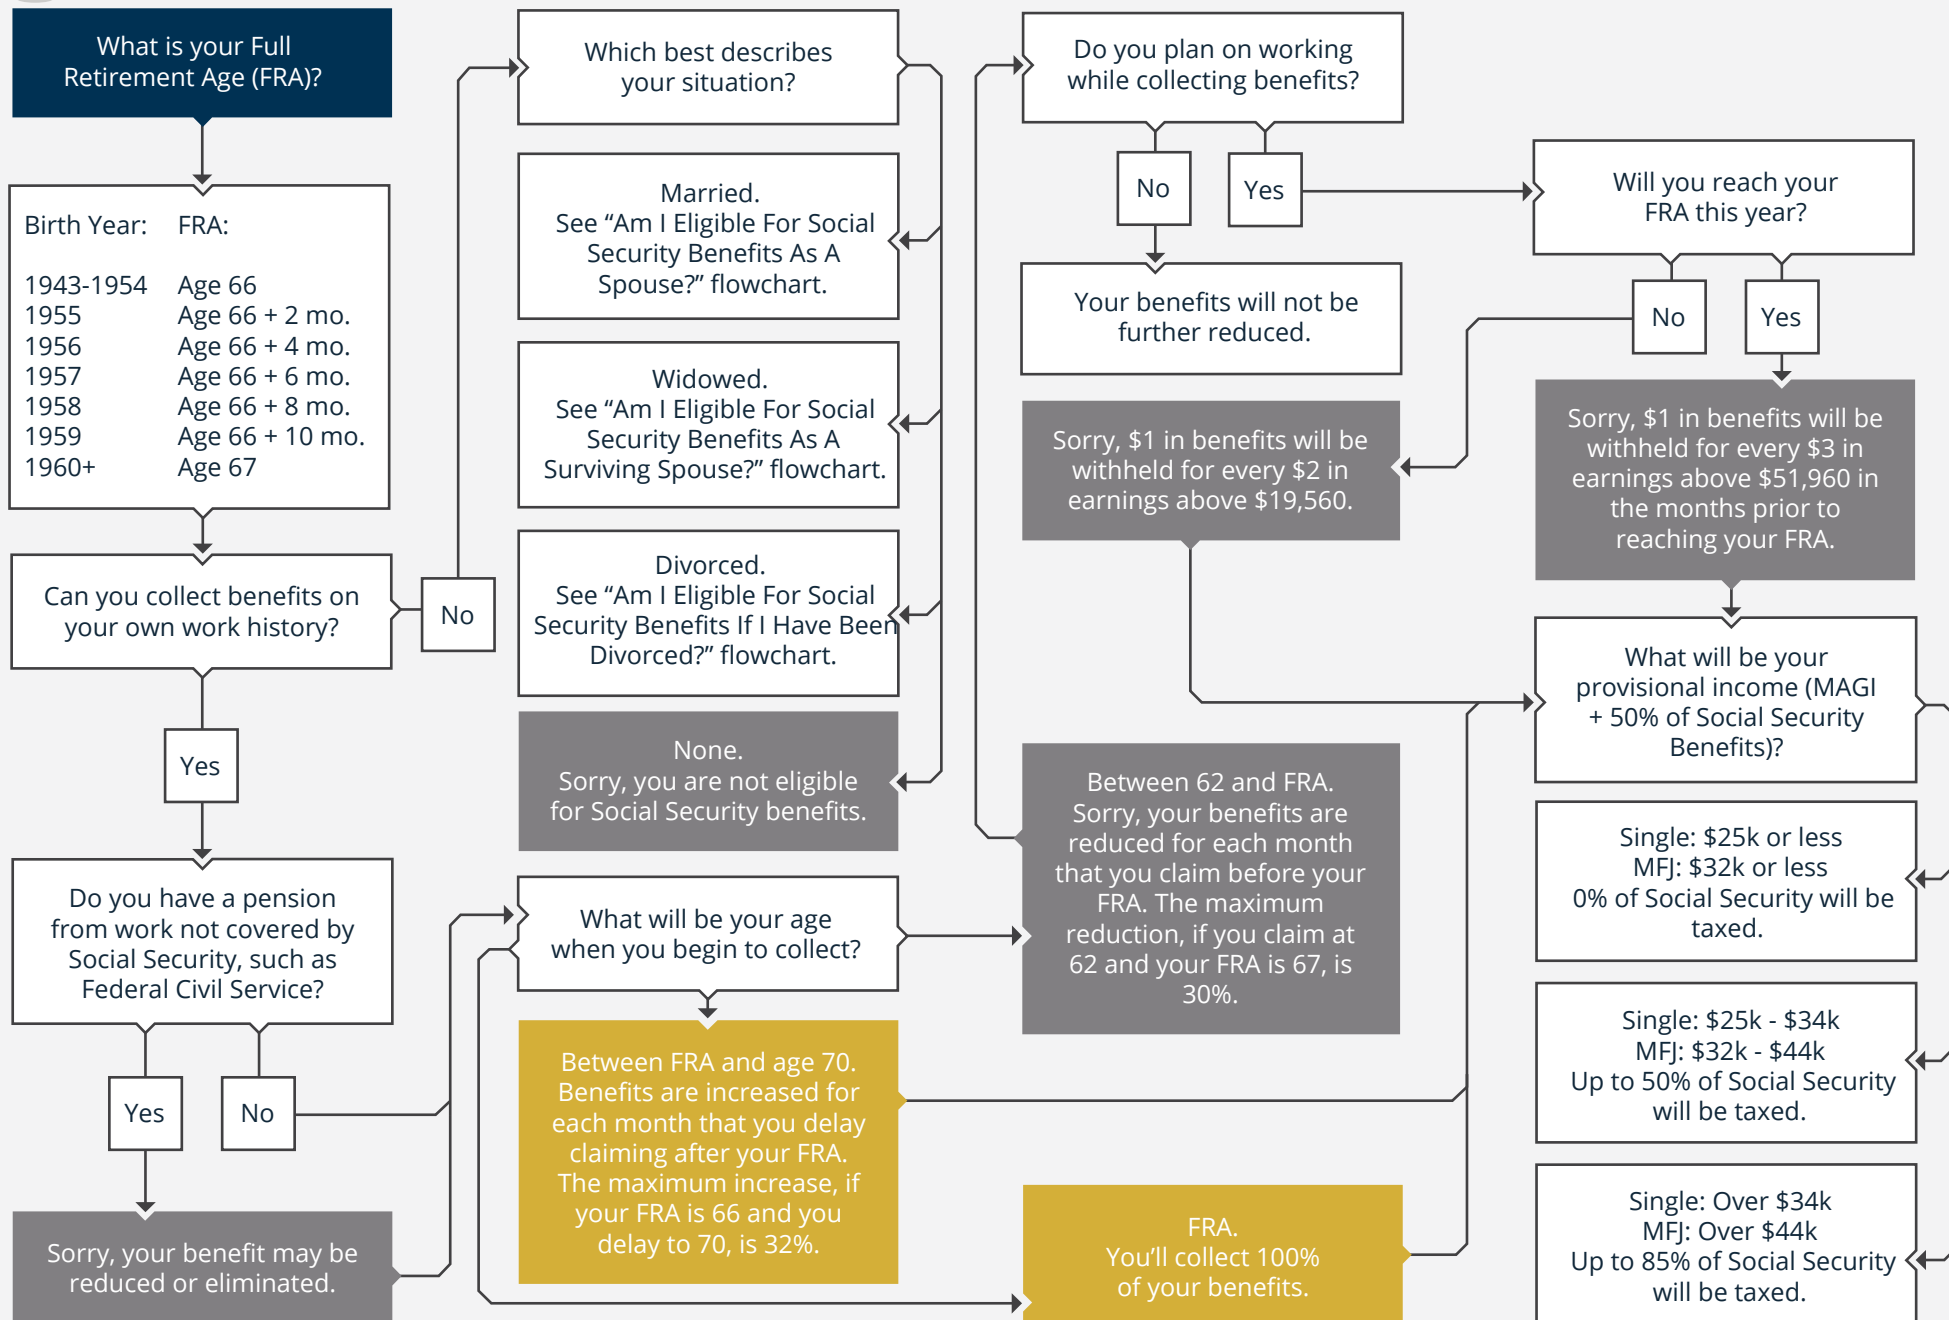 What is your Full
Retirement Age (FRA)?
Birth Year: FRA:
1943-1954 Age 66
1955 Age 66 + 2 mo.
1956 Age 66 + 4 mo.
1957 Age 66 + 6 mo.
1958 Age 66 + 8 mo.
1959 Age 66 + 10 mo.
1960+ Age 67
Can you collect benefits on
your own work history?
No
Yes
Do you have a pension
from work not covered by
Social Security, such as
Federal Civil Service?
Yes
No
Sorry, your benefit may be
reduced or eliminated.
Which best describes
your situation?
Married.
See “Am I Eligible For Social
Security Benefits As A
Spouse?” flowchart.
Widowed.
See “Am I Eligible For Social
Security Benefits As A
Surviving Spouse?” flowchart.
Divorced.
See “Am I Eligible For Social
Security Benefits If I Have Been
Divorced?” flowchart.
None.
Sorry, you are not eligible
for Social Security benefits.
What will be your age
when you begin to collect?
Between FRA and age 70.
Benefits are increased for
each month that you delay
claiming after your FRA.
The maximum increase, if
your FRA is 66 and you
delay to 70, is 32%.
Do you plan on working
while collecting benefits?
No
Yes
Your benefits will not be
further reduced.
Sorry, $1 in benefits will be
withheld for every $2 in
earnings above $19,560.
Between 62 and FRA.
Sorry, your benefits are
reduced for each month
that you claim before your
FRA. The maximum
reduction, if you claim at
62 and your FRA is 67, is
30%.
FRA.
You’ll collect 100%
of your benefits.
Will you reach your
FRA this year?
No
Yes
Sorry, $1 in benefits will be
withheld for every $3 in
earnings above $51,960 in
the months prior to
reaching your FRA.
What will be your
provisional income (MAGI
+ 50% of Social Security
Benefits)?
Single: $25k or less
MFJ: $32k or less
0% of Social Security will be
taxed.
Single: $25k - $34k
MFJ: $32k - $44k
Up to 50% of Social Security
will be taxed.
Single: Over $34k
MFJ: Over $44k
Up to 85% of Social Security
will be taxed.